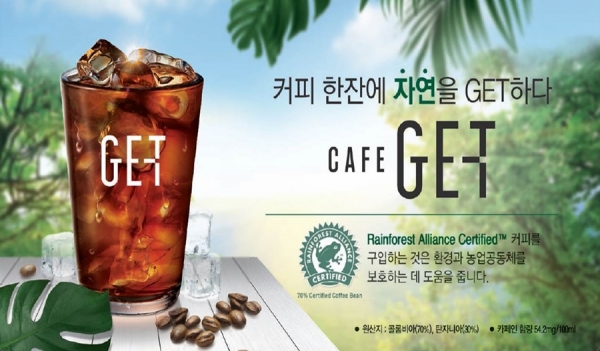 커피 한잔에 자연을 GET하다
CAFE GET
GET
RAINFOREST ALLIANCE
CERTIFIED
70% Certified Coffee Bean
Rainforest Alliance Certified™ 커피를
구입하는 것은 환경과 농업공동체를
보호하는 데 도움을 줍니다.
• 원산지 : 콜롬비아(70%), 탄자니아(30%) • 카페인 함량 54.2mg/100ml